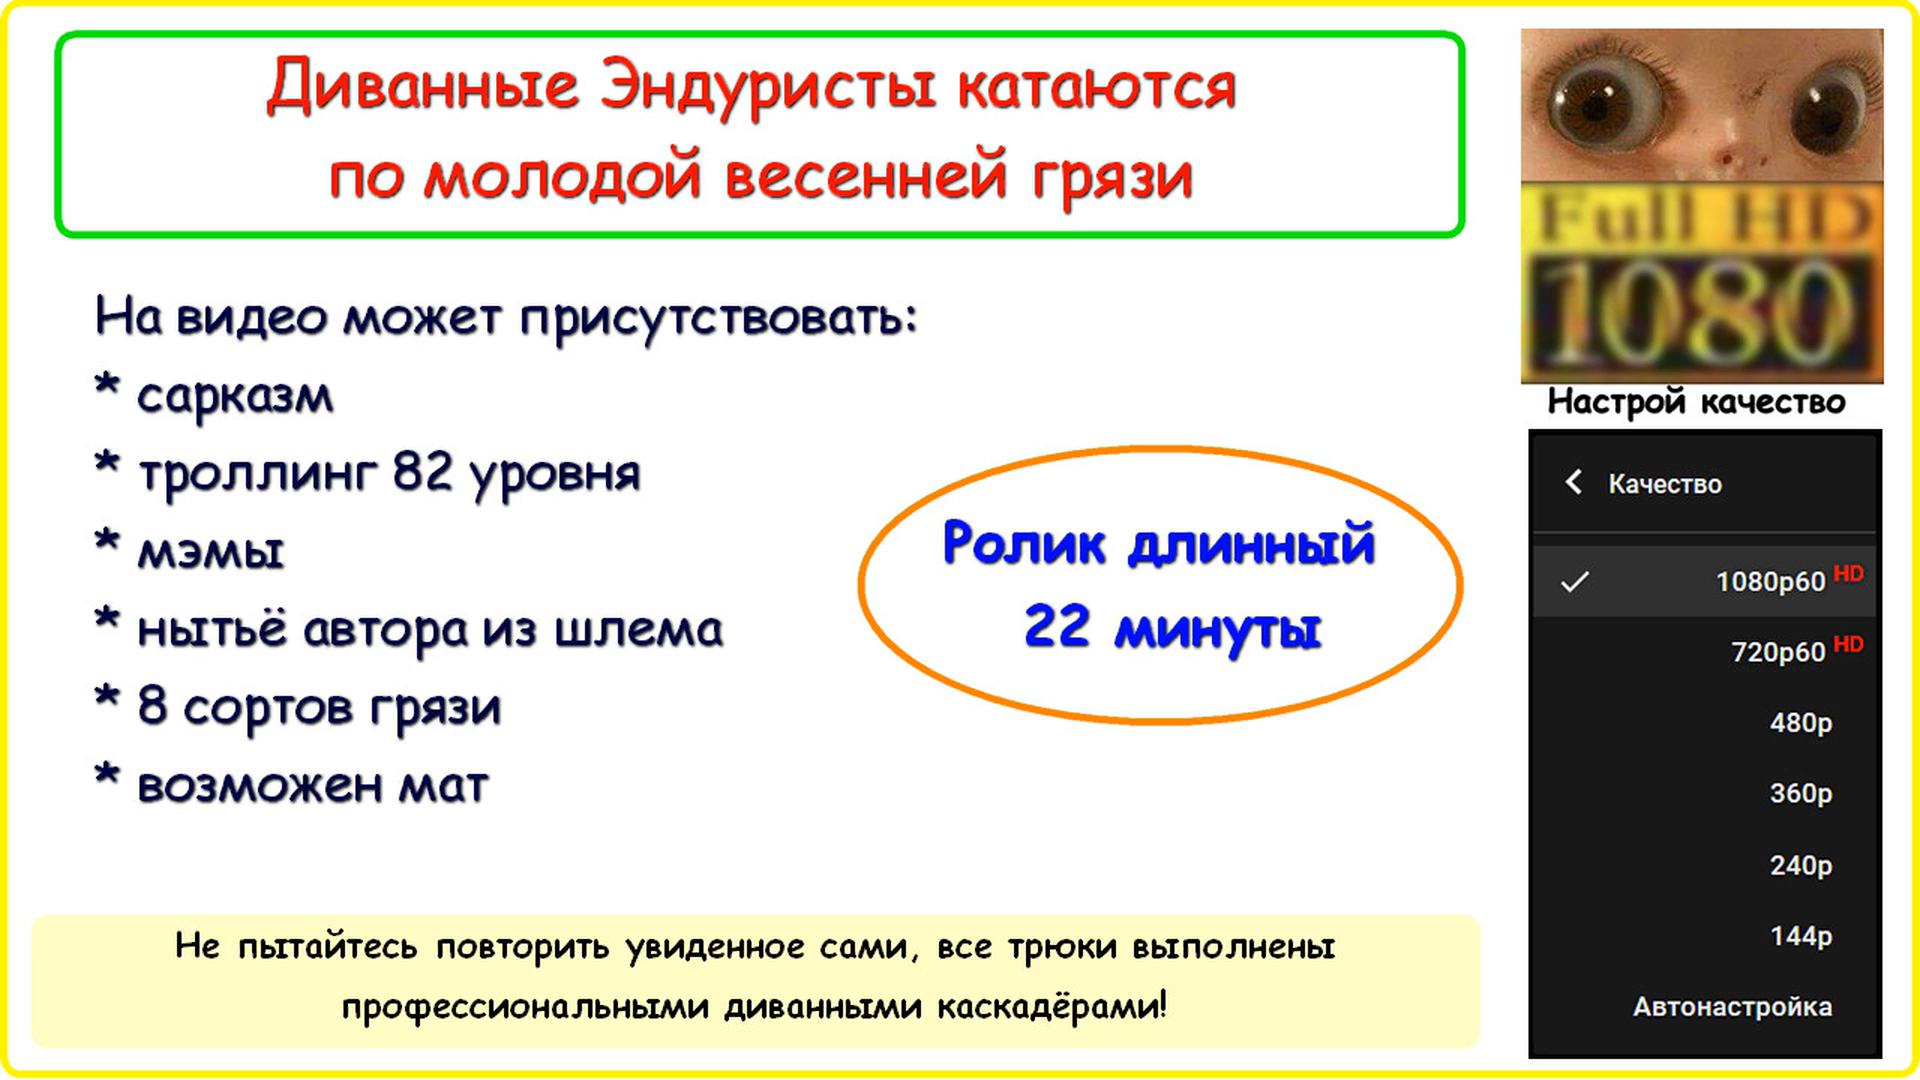 Диванные Эндуристы катаются
по молодой весенней грязи
На видео может присутствовать:
* сарказм
* троллинг 82 уровня
* мэмы
* нытьё автора из шлема
* 8 сортов грязи
* возможен мат
Ролик длинный
22 минуты
Не пытайтесь повторить увиденное сами, все трюки выполнены
профессиональными диванными каскадёрами!
Full HD
1080
Настрой качество
Качество
1080p60 HD
720p60 HD
480p
360p
240p
144p
Автонастройка